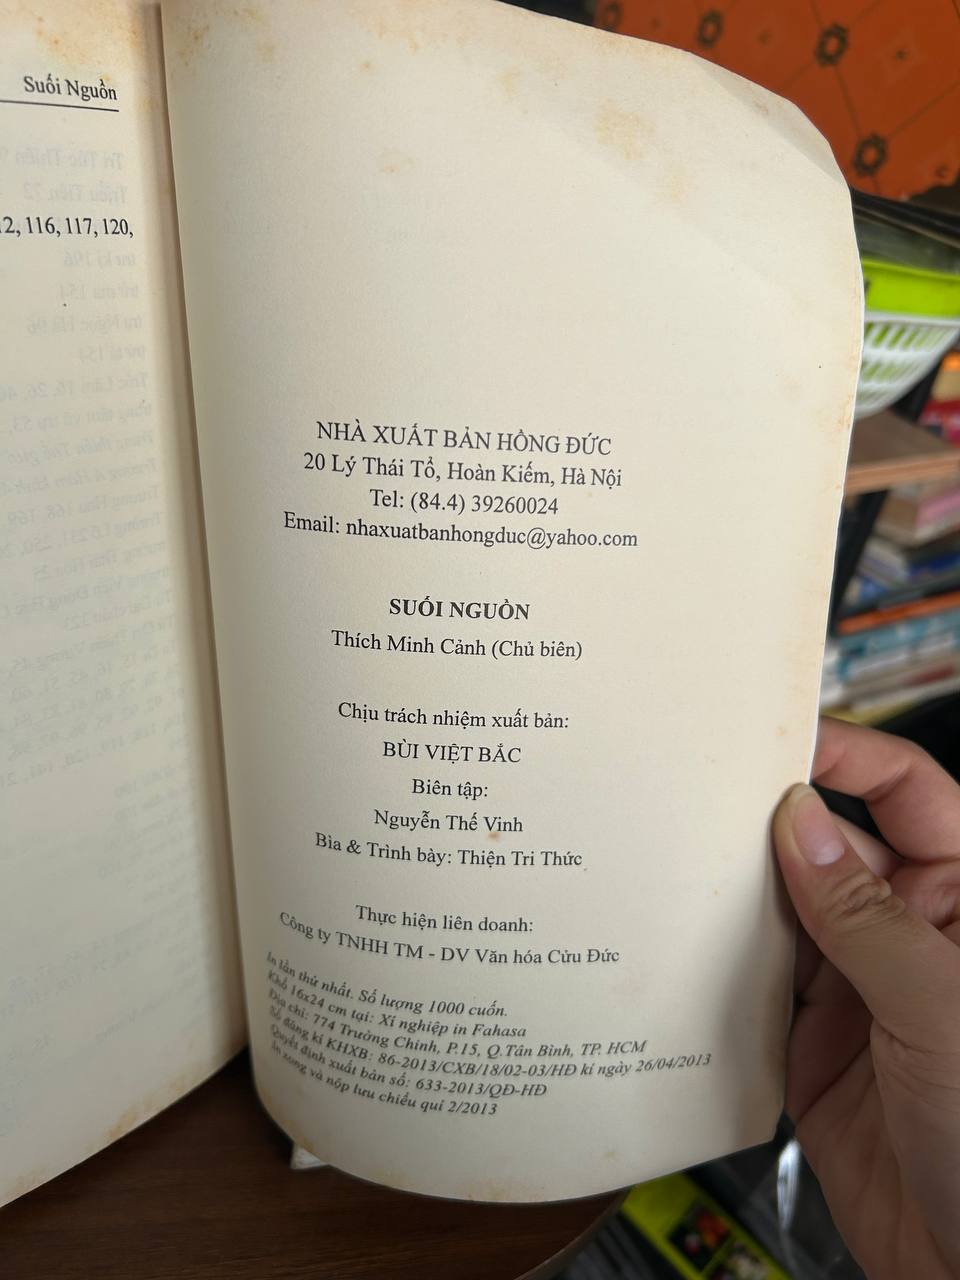 Suối Nguồn
12, 116, 117, 120,
NHÀ XUẤT BẢN HỒNG ĐỨC
20 Lý Thái Tổ, Hoàn Kiếm, Hà Nội
Tel: (84.4) 39260024
Email: nhaxuatbanhongduc@yahoo.com
SUỐI NGUỒN
Thích Minh Cảnh (Chủ biên)
Chịu trách nhiệm xuất bản:
BÙI VIỆT BẮC
Biên tập:
Nguyễn Thế Vinh
Bìa & Trình bày: Thiện Tri Thức
Thực hiện liên doanh:
Công ty TNHH TM - DV Văn hóa Cửu Đức
In lần thứ nhất. Số lượng 1000 cuốn.
Khổ 16x24 cm tại: Xí nghiệp in Fahasa
Địa chỉ: 774 Trường Chinh, P.15, Q.Tân Bình, TP. HCM
Số đăng kí KHXB: 86-2013/CXB/18/02-03/HĐ kí ngày 26/04/2013
Quyết định xuất bản số: 633-2013/QĐ-HĐ
In xong và nộp lưu chiểu quí 2/2013